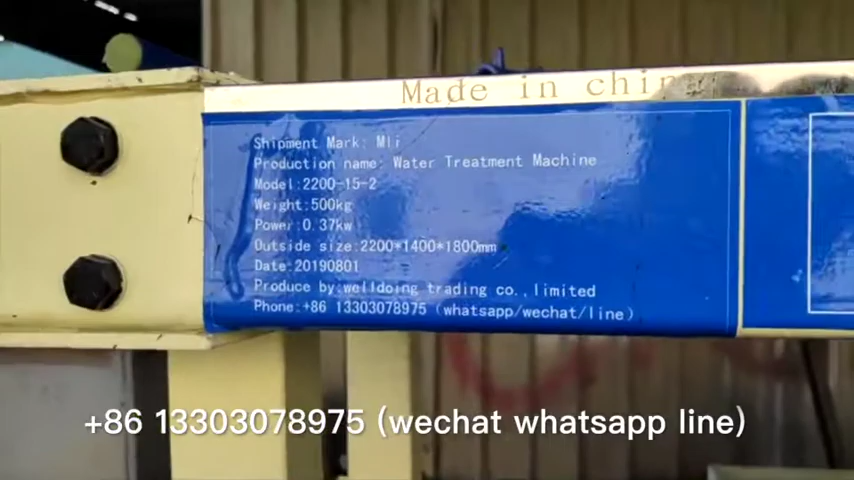 Made in china
Shipment Mark: Mli
Production name: Water Treatment Machine
Model:2200-15-2
Weight:500kg
Power:0.37kw
Outside size:2200*1400*1800mm
Date:20190801
Produce by:welldoing trading co.,limited
Phone:+86 13303078975 (whatsapp/wechat/line)
+86 13303078975 (wechat whatsapp line)